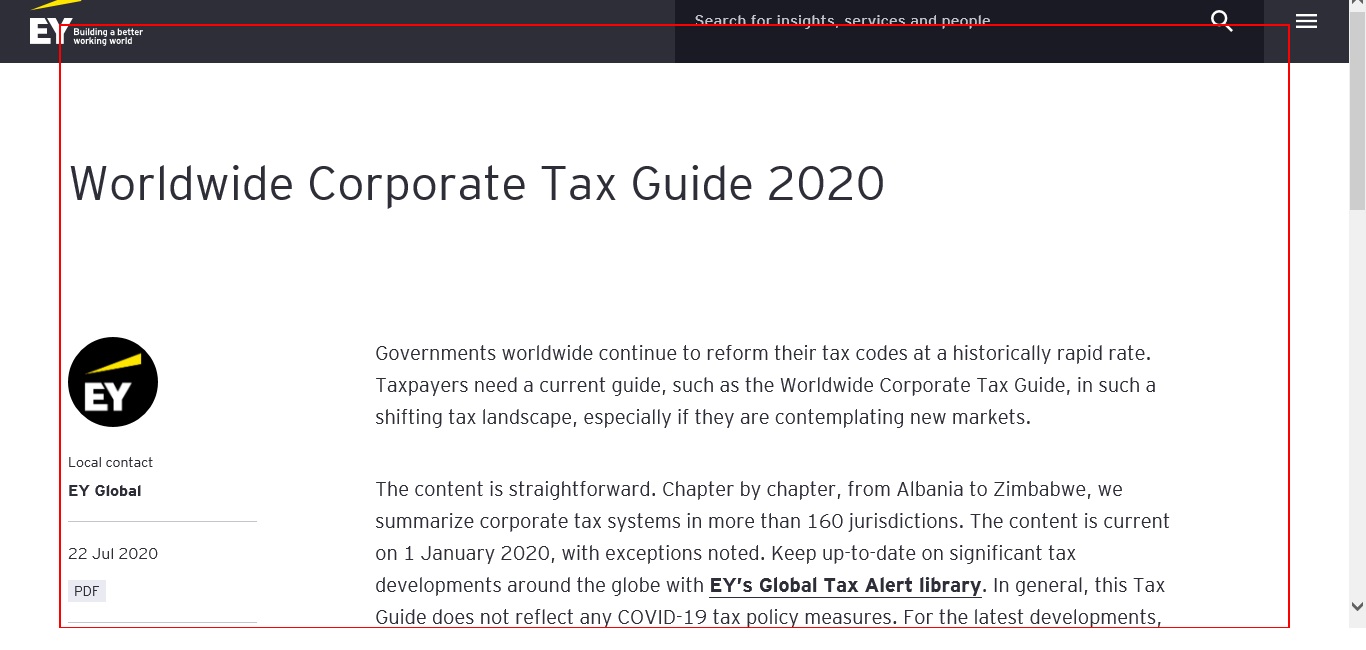 EY Building a better
working world
Search for insights, services and people
Worldwide Corporate Tax Guide 2020
EY
Local contact
EY Global
22 Jul 2020
PDF
Governments worldwide continue to reform their tax codes at a historically rapid rate.
Taxpayers need a current guide, such as the Worldwide Corporate Tax Guide, in such a
shifting tax landscape, especially if they are contemplating new markets.
The content is straightforward. Chapter by chapter, from Albania to Zimbabwe, we
summarize corporate tax systems in more than 160 jurisdictions. The content is current
on 1 January 2020, with exceptions noted. Keep up-to-date on significant tax
developments around the globe with EY’s Global Tax Alert library. In general, this Tax
Guide does not reflect any COVID-19 tax policy measures. For the latest developments,